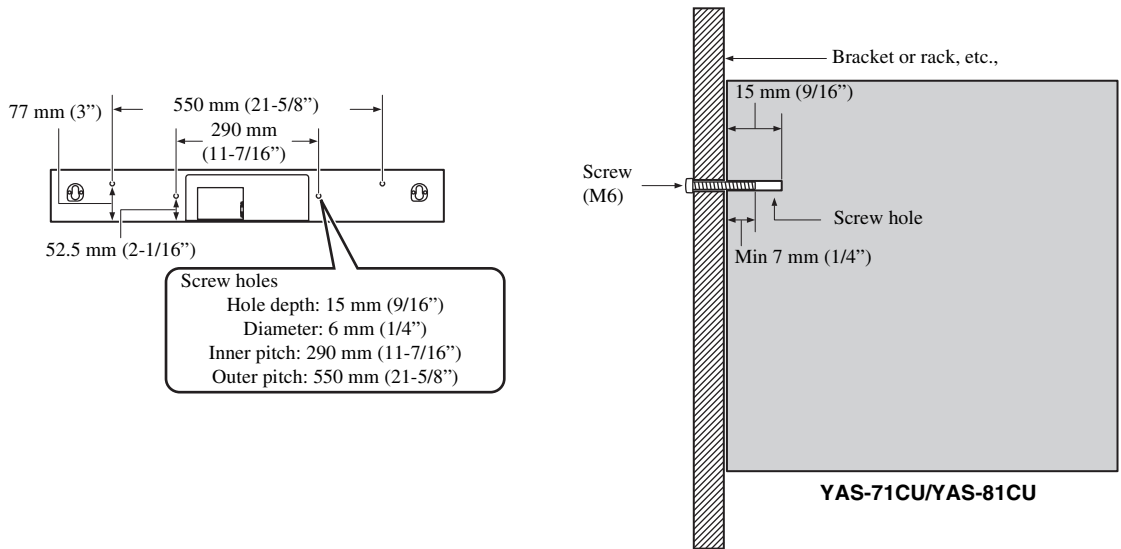 77 mm (3”)
550 mm (21-5/8”)
290 mm
(11-7/16”)
52.5 mm (2-1/16”)
Screw holes
Hole depth: 15 mm (9/16”)
Diameter: 6 mm (1/4”)
Inner pitch: 290 mm (11-7/16”)
Outer pitch: 550 mm (21-5/8”)
Bracket or rack, etc.,
15 mm (9/16”)
Screw
(M6)
Screw hole
Min 7 mm (1/4”)
YAS-71CU/YAS-81CU